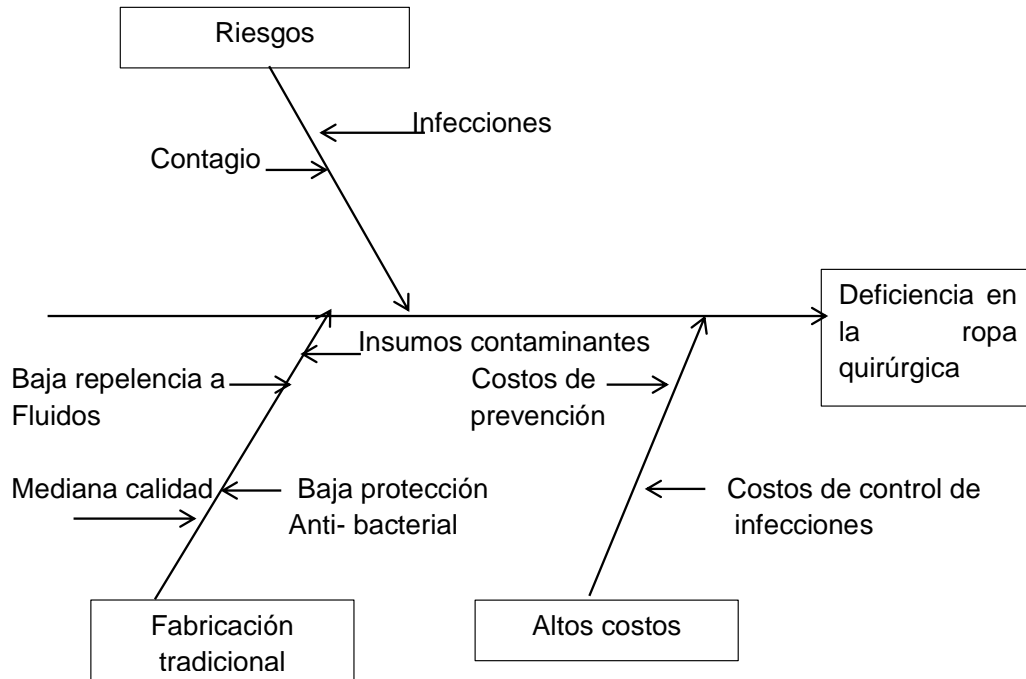 Riesgos
Infecciones
Contagio
Deficiencia en
la ropa
quirúrgica
Insumos contaminantes
Baja repelencia a
Fluidos
Costos de
prevención
Mediana calidad
Baja protección
Anti- bacterial
Costos de control de
infecciones
Fabricación
tradicional
Altos costos